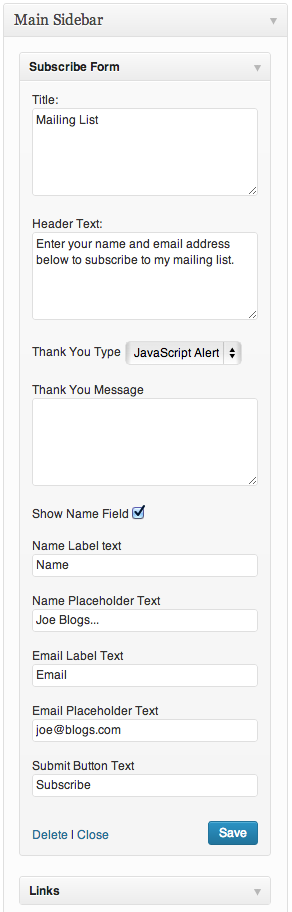 Main Sidebar
Subscribe Form
Title:
Mailing List
Header Text:
Enter your name and email address
below to subscribe to my mailing list.
Thank You Type JavaScript Alert
Thank You Message
Show Name Field
Name Label text
Name
Name Placeholder Text
Joe Blogs...
Email Label Text
Email
Email Placeholder Text
joe@blogs.com
Submit Button Text
Subscribe
Delete | Close Save
Links